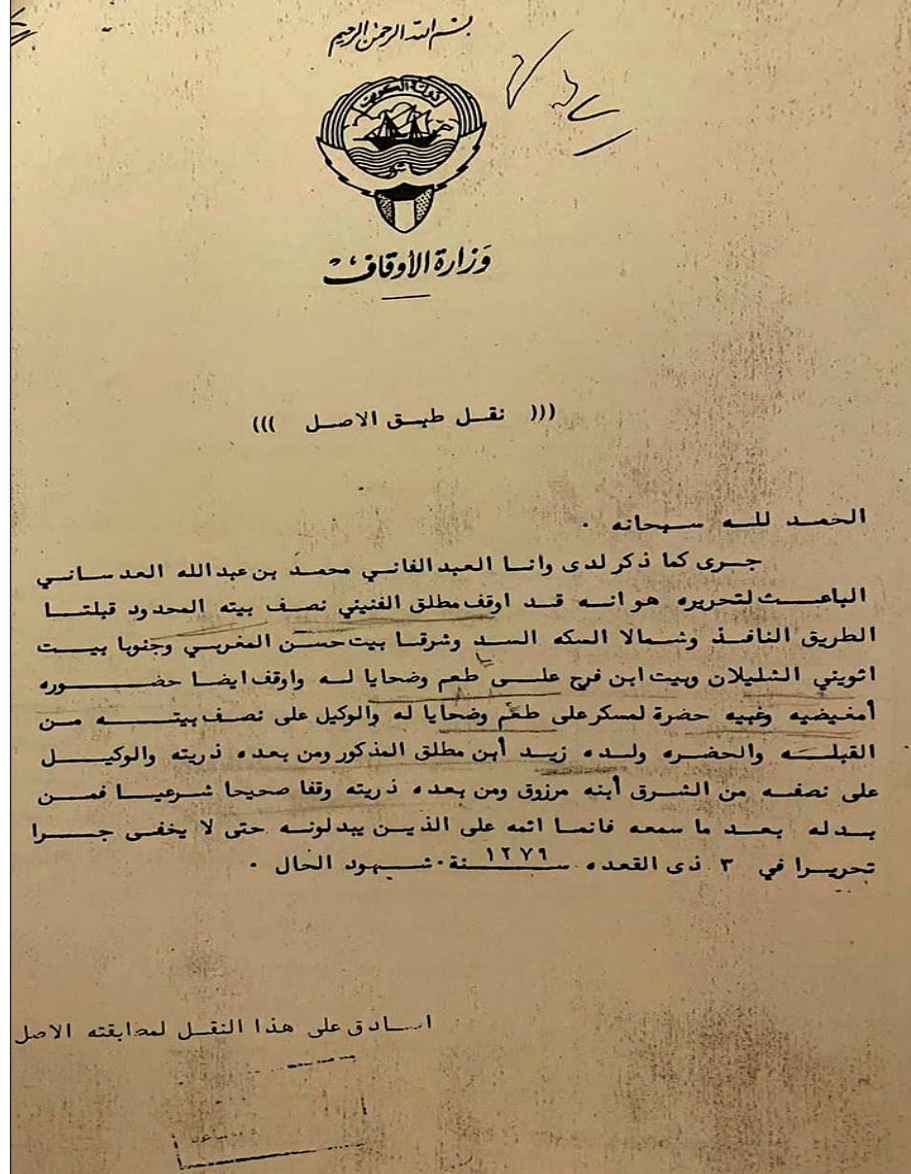 بسم الله الرحمن الرحيم
دولة الكويت
وزارة الأوقاف
((( نقل طبق الاصل )))
الحمد لله سبحانه .
جرى كما ذكر لدى وانا العبد الفاني محمد بن عبدالله العدساني
الباعث لتحريره هو انه قد اوقف مطلق الفنيني نصف بيته المحدود قبلتا
الطريق النافذ وشمالا السكه السد وشرقا بيت حسن المغربي وجنوبا بيت
اثويني الشليلان وبيت ابن فرج على طعم وضحايا له واوقف ايضا حضوره
أمغيضيه وغبيه حضرة لمسكر على طعم وضحايا له والوكيل على نصف بيته من
القبله والحضره ولده زيد أبن مطلق المذكور ومن بعده ذريته والوكيل
على نصفه من الشرق أبنه مرزوق ومن بعده ذريته وقفا صحيحا شرعيا فمن
بدله بعد ما سمعه فانما اثمه على الذين يبدلونه حتى لا يخفى جرا
تحريرا في ٣ ذى القعده سنة ١٢٧٩ . شهود الحال .
اصادق على هذا النقل لمطابقته الاصل